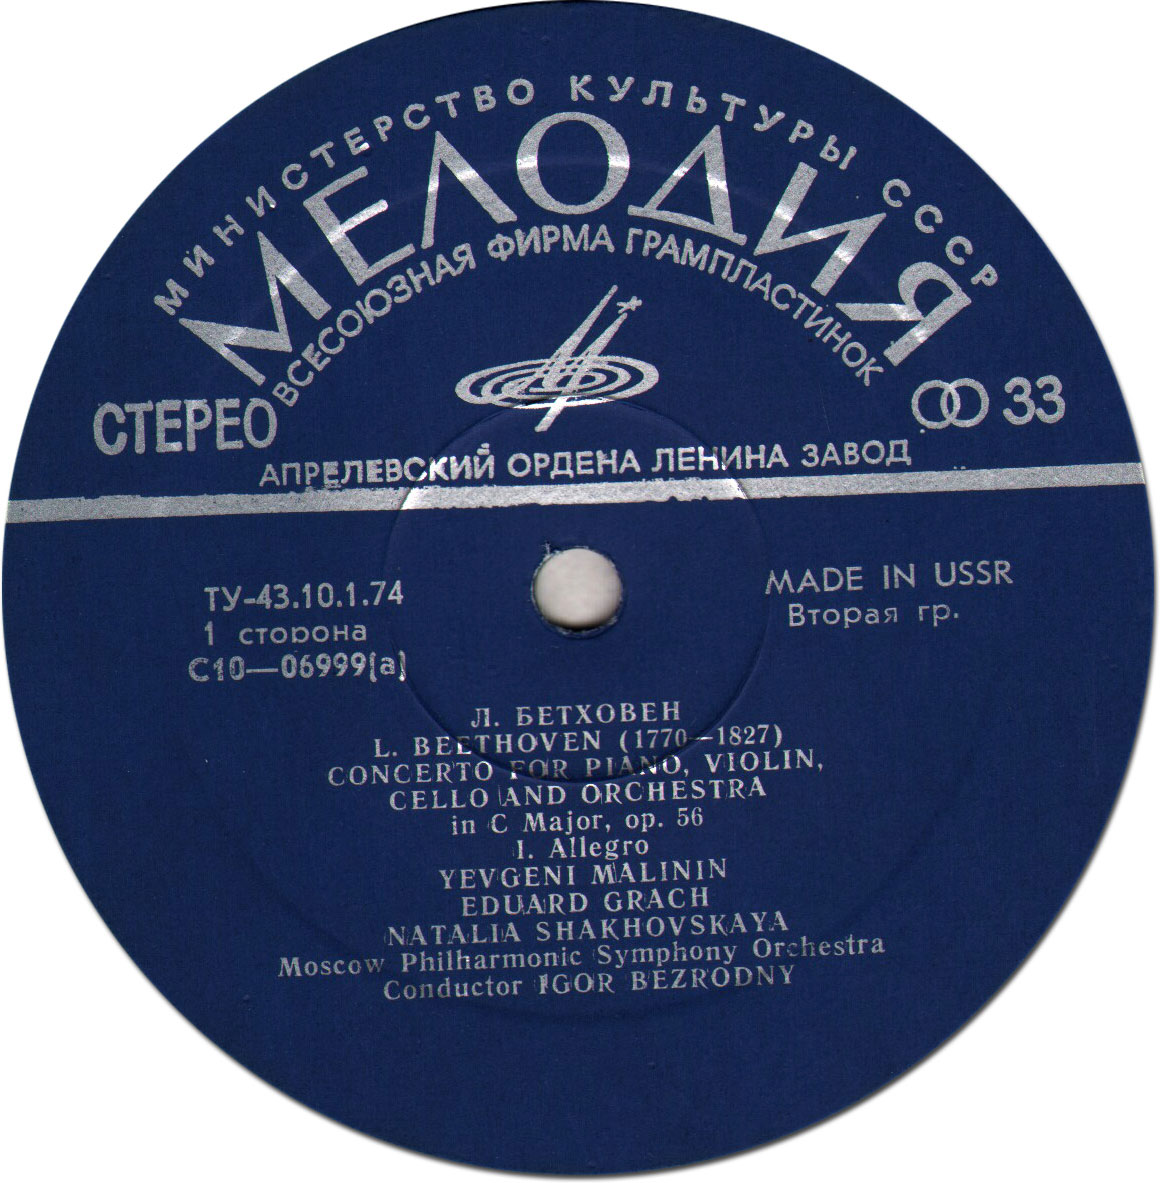 МИНИСТЕРСТВО КУЛЬТУРЫ СССР
МЕЛОДИЯ
ВСЕСОЮЗНАЯ ФИРМА ГРАМПЛАСТИНОК
СТЕРЕО
33
АПРЕЛЕВСКИЙ ОРДЕНА ЛЕНИНА ЗАВОД
ТУ-43.10.1.74
1 сторона
С10—06999(а)
MADE IN USSR
Вторая гр.
Л. БЕТХОВЕН
L. BEETHOVEN (1770—1827)
CONCERTO FOR PIANO, VIOLIN,
CELLO AND ORCHESTRA
in C Major, op. 56
I. Allegro
YEVGENI MALININ
EDUARD GRACH
NATALIA SHAKHOVSKAYA
Moscow Philharmonic Symphony Orchestra
Conductor IGOR BEZRODNY